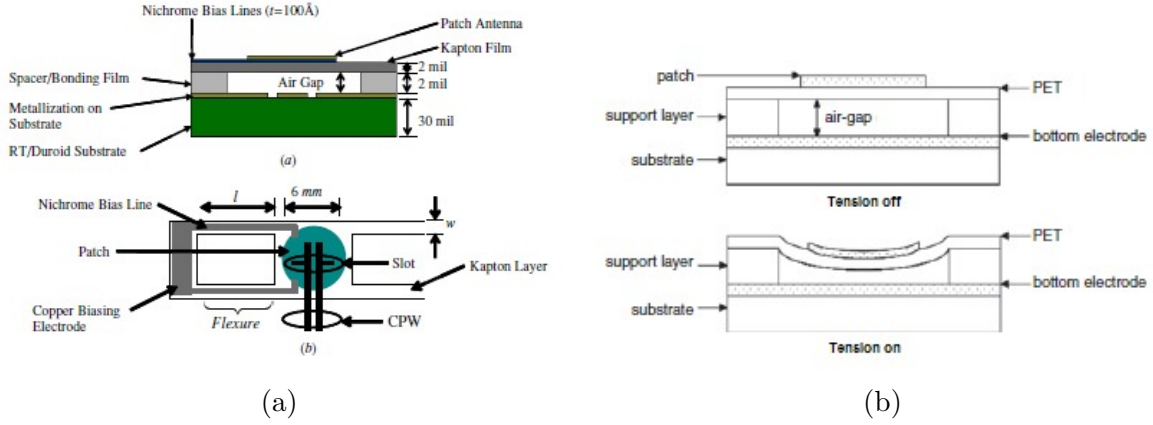 Nichrome Bias Lines (t=100Å)
Patch Antenna
Kapton Film
2 mil
Spacer/Bonding Film
Air Gap
2 mil
Metallization on
Substrate
30 mil
RT/Duroid Substrate
(a)
l
6 mm
Nichrome Bias Line
w
Patch
Slot
Kapton Layer
Copper Biasing
Electrode
Flexure
CPW
(b)
(a)
patch
PET
support layer
air-gap
bottom electrode
substrate
Tension off
PET
support layer
bottom electrode
substrate
Tension on
(b)